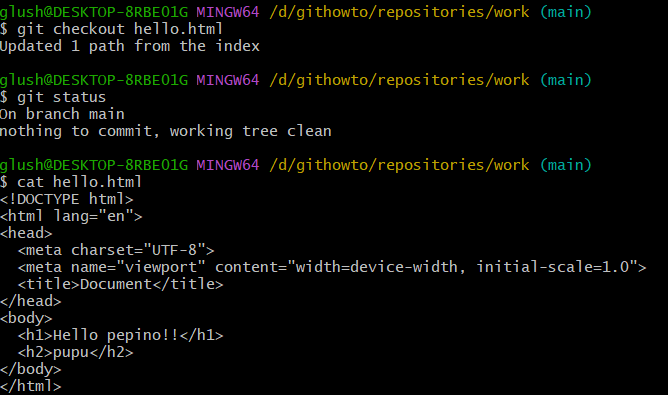 glush@DESKTOP-8RBE01G MINGW64 /d/githowto/repositories/work (main)
$ git checkout hello.html
Updated 1 path from the index
glush@DESKTOP-8RBE01G MINGW64 /d/githowto/repositories/work (main)
$ git status
On branch main
nothing to commit, working tree clean
glush@DESKTOP-8RBE01G MINGW64 /d/githowto/repositories/work (main)
$ cat hello.html
<!DOCTYPE html>
<html lang="en">
<head>
  <meta charset="UTF-8">
  <meta name="viewport" content="width=device-width, initial-scale=1.0">
  <title>Document</title>
</head>
<body>
  <h1>Hello pepino!!</h1>
  <h2>pupu</h2>
</body>
</html>